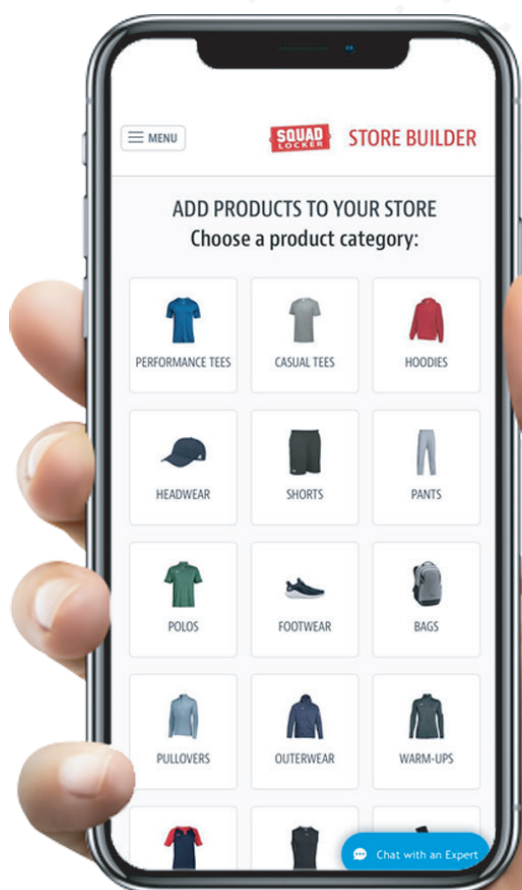 MENU
SQUAD
LOCKER
STORE BUILDER
ADD PRODUCTS TO YOUR STORE
Choose a product category:
PERFORMANCE TEES
CASUAL TEES
HOODIES
HEADWEAR
SHORTS
PANTS
POLOS
FOOTWEAR
BAGS
PULLOVERS
OUTERWEAR
WARM-UPS
Chat with an Expert